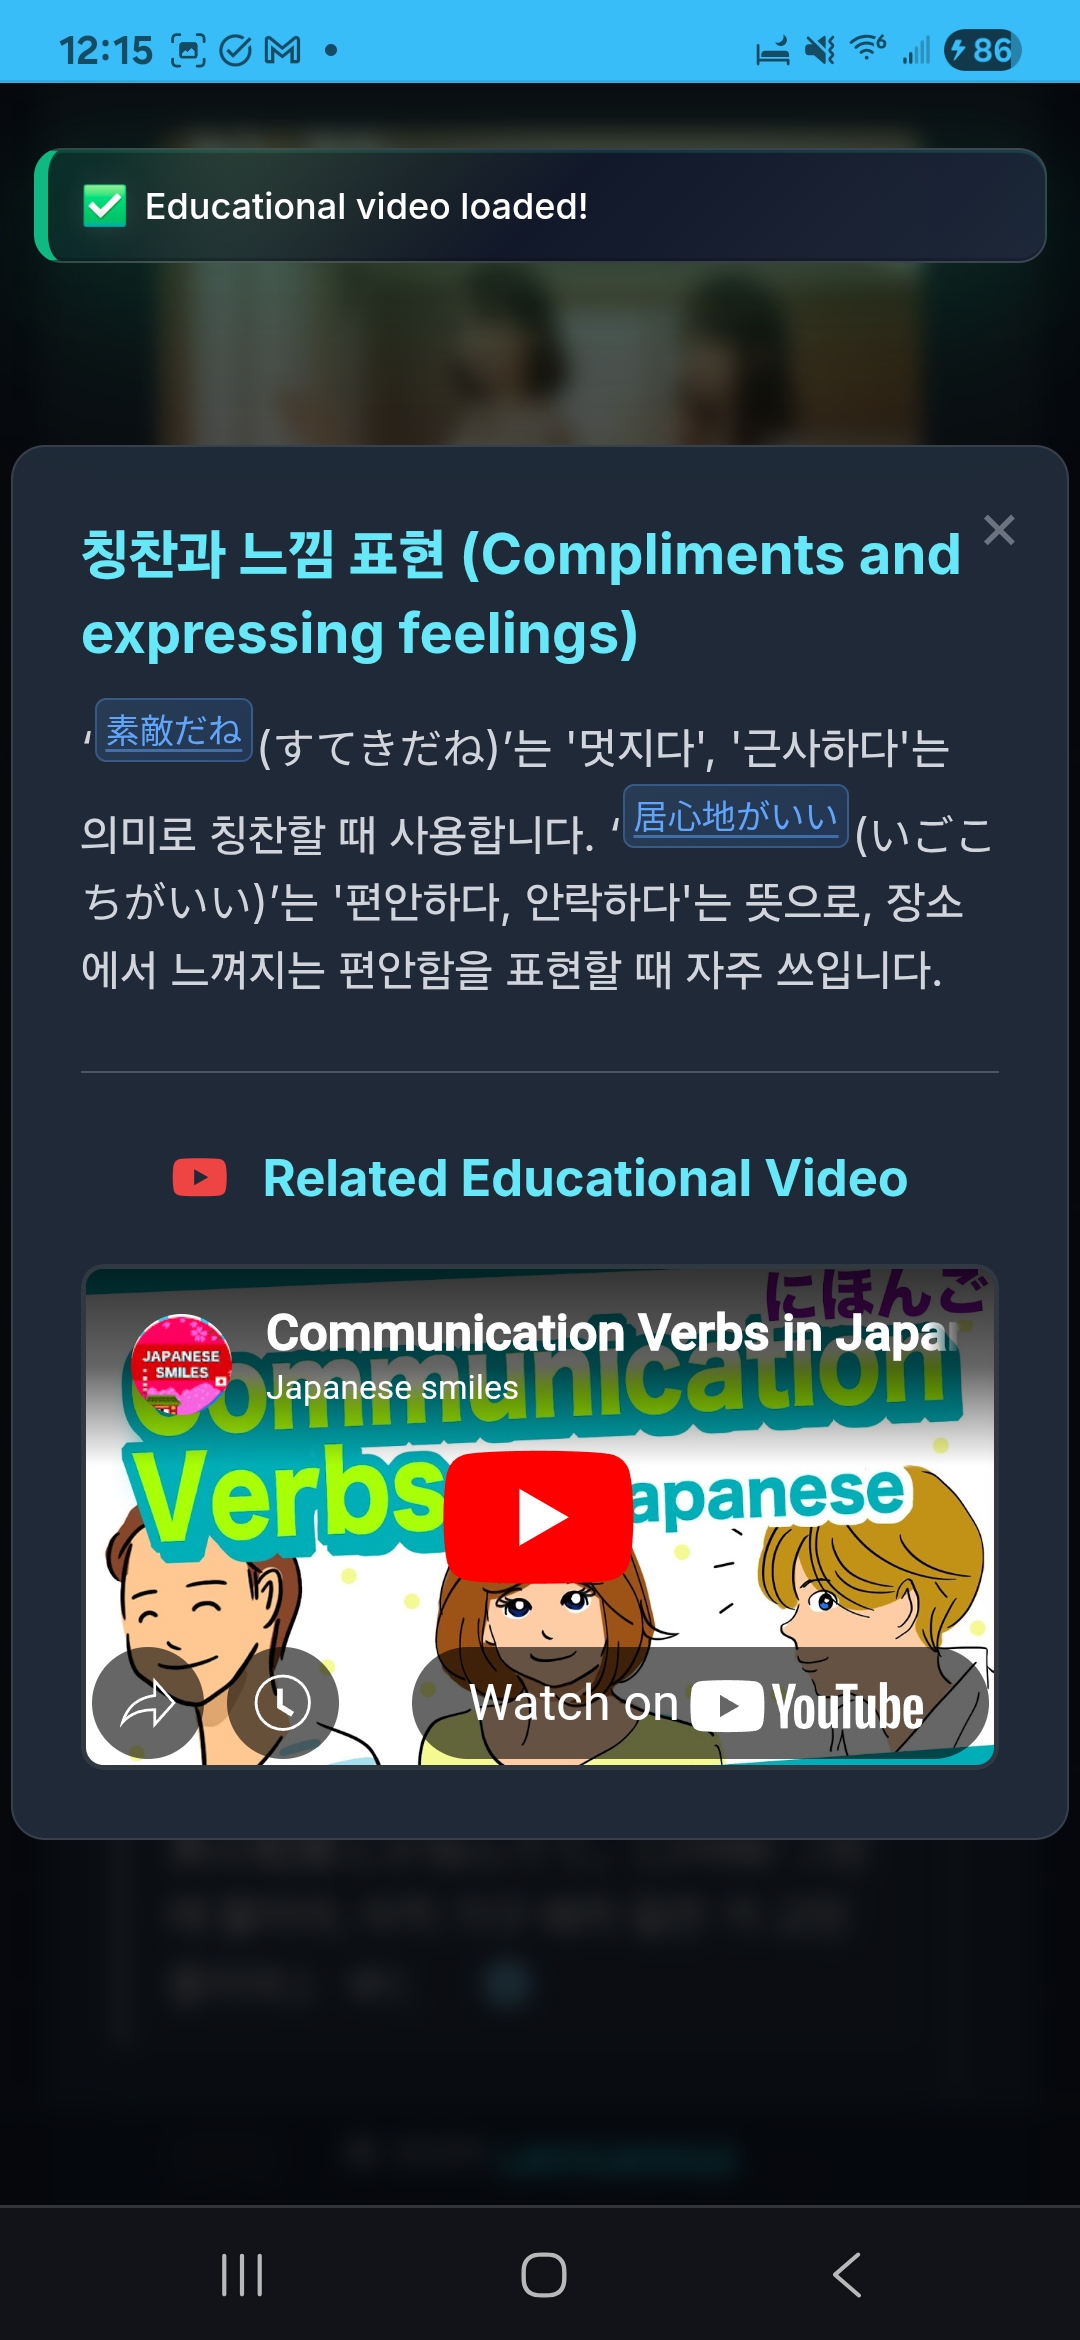 12:15
6
86
Educational video loaded!
칭찬과 느낌 표현 (Compliments and
expressing feelings)
‘素敵だね(すてきだね)’는 '멋지다', '근사하다'는
의미로 칭찬할 때 사용합니다. ‘居心地がいい(いごこ
ちがいい)’는 '편안하다, 안락하다'는 뜻으로, 장소
에서 느껴지는 편안함을 표현할 때 자주 쓰입니다.
Related Educational Video
にほんご
Communication Verbs in Japan
Japanese smiles
JAPANESE
SMILES
Communication
Verbs
apanese
Watch on YouTube